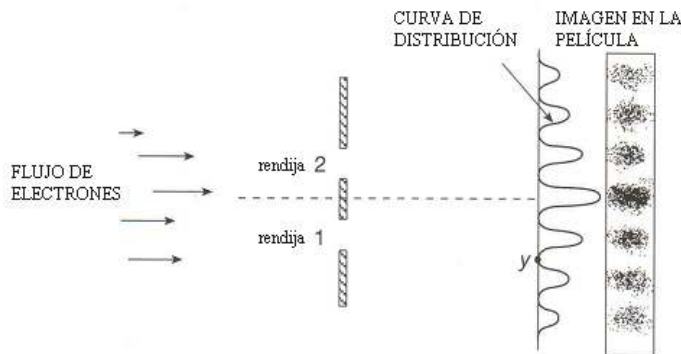 CURVA DE
DISTRIBUCIÓN
IMAGEN EN LA
PELÍCULA
FLUJO DE
ELECTRONES
rendija 2
rendija 1
y